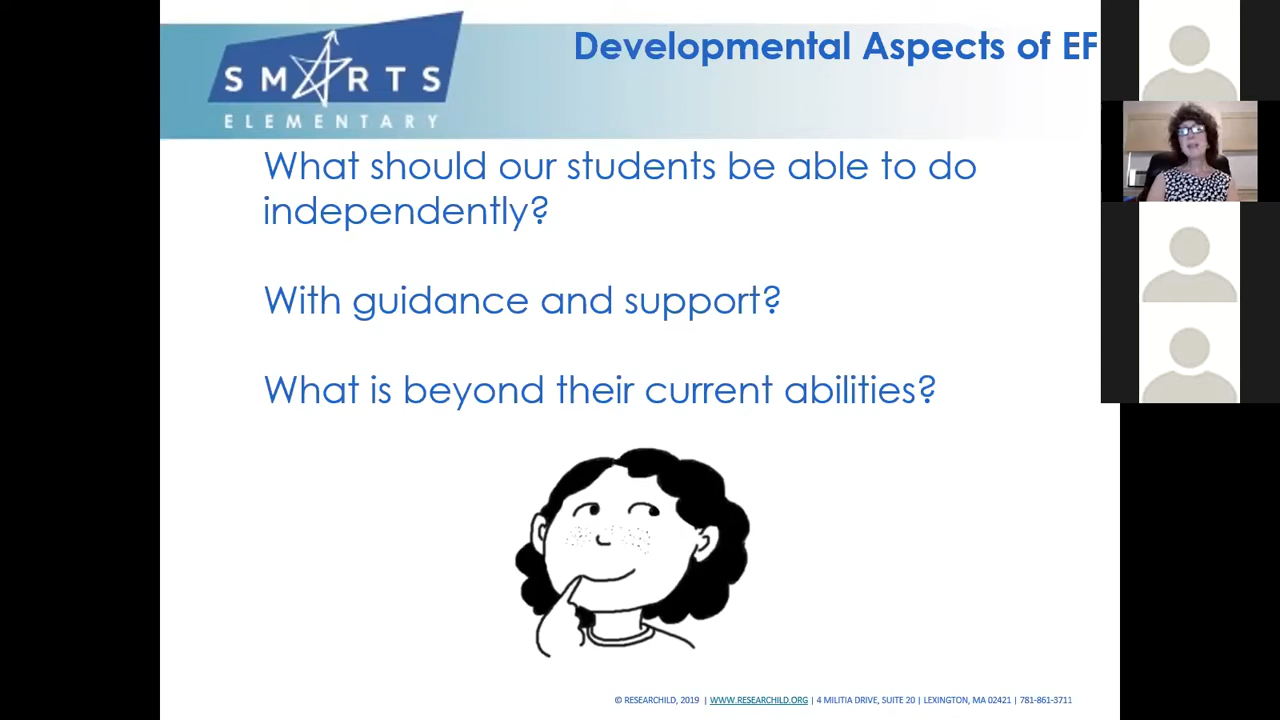 Developmental Aspects of EF
SMARTS
ELEMENTARY
What should our students be able to do
independently?
With guidance and support?
What is beyond their current abilities?
© RESEARCHILD, 2019 | WWW.RESEARCHILD.ORG | 4 MILITIA DRIVE, SUITE 20 | LEXINGTON, MA 02421 | 781-861-3711